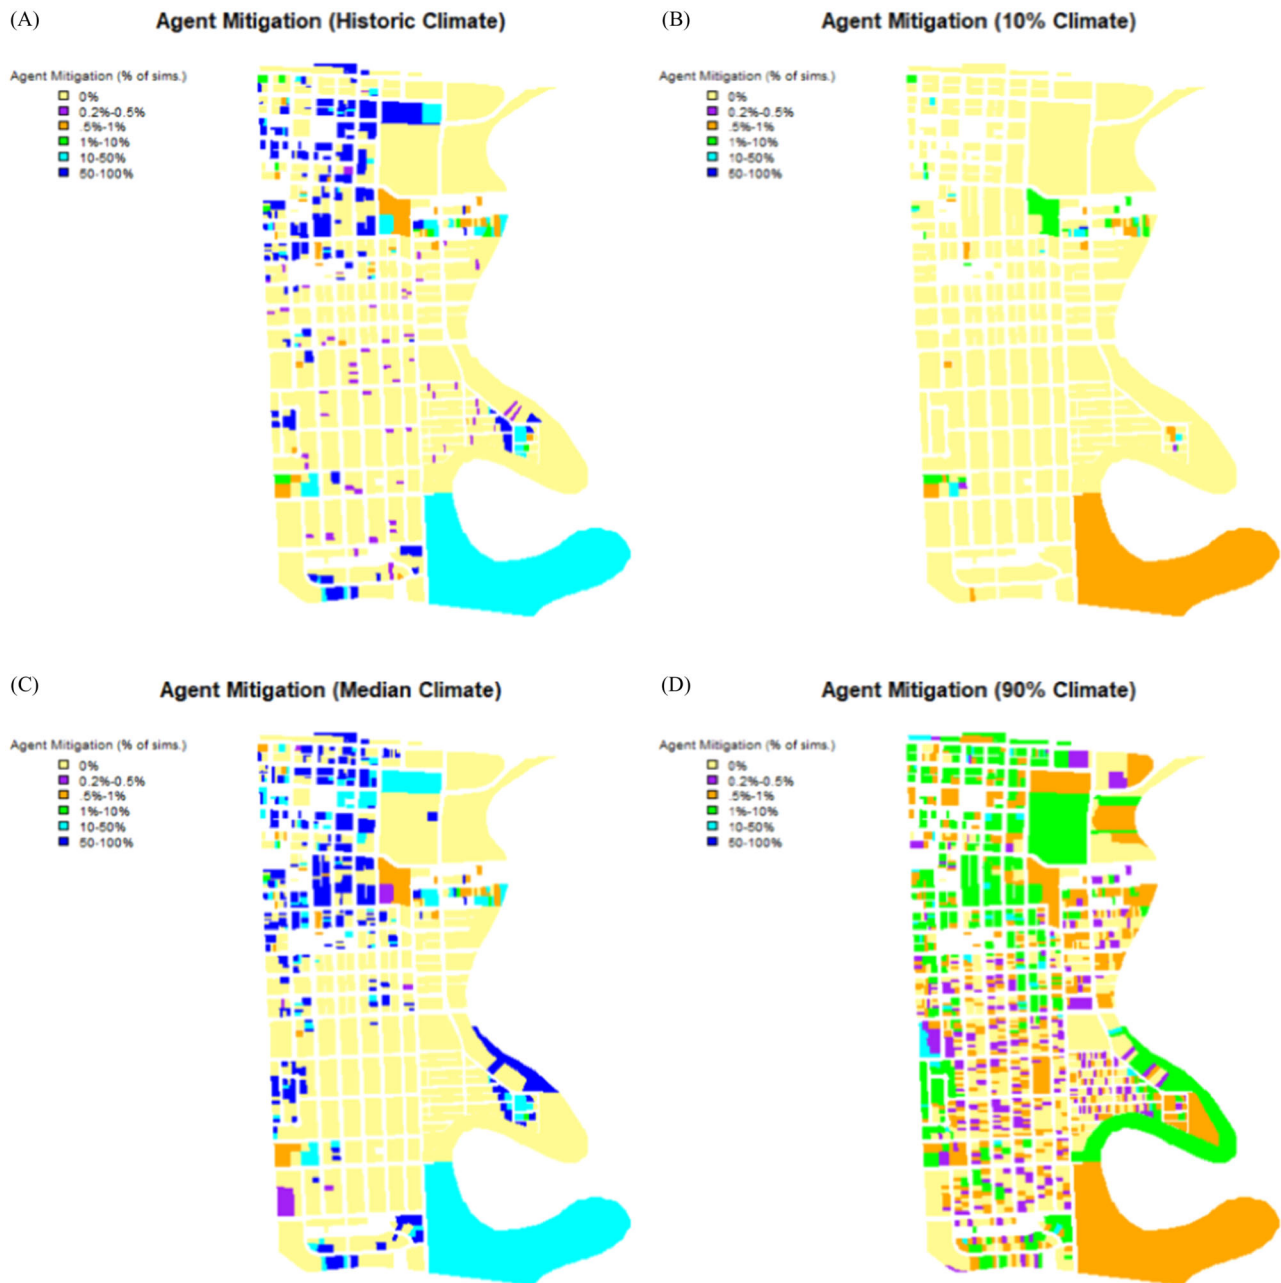 (A)
Agent Mitigation (Historic Climate)
Agent Mitigation (% of sims.)
0%
0.2%-0.5%
.5%-1%
1%-10%
10-50%
50-100%
(B)
Agent Mitigation (10% Climate)
Agent Mitigation (% of sims.)
0%
0.2%-0.5%
.5%-1%
1%-10%
10-50%
50-100%
(C)
Agent Mitigation (Median Climate)
Agent Mitigation (% of sims.)
0%
0.2%-0.5%
.5%-1%
1%-10%
10-50%
50-100%
(D)
Agent Mitigation (90% Climate)
Agent Mitigation (% of sims.)
0%
0.2%-0.5%
.5%-1%
1%-10%
10-50%
50-100%